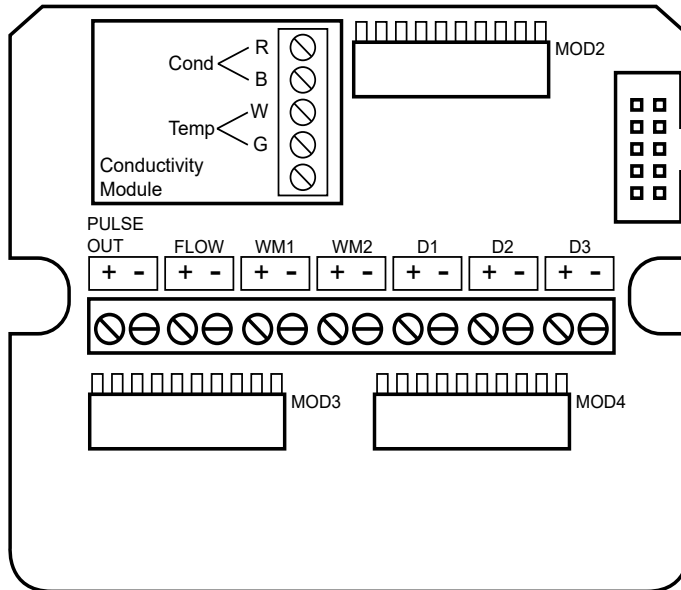 R
Cond
B
MOD2
W
Temp
G
Conductivity
Module
PULSE
OUT FLOW WM1 WM2 D1 D2 D3
+ - + - + - + - + - + - + -
MOD3 MOD4